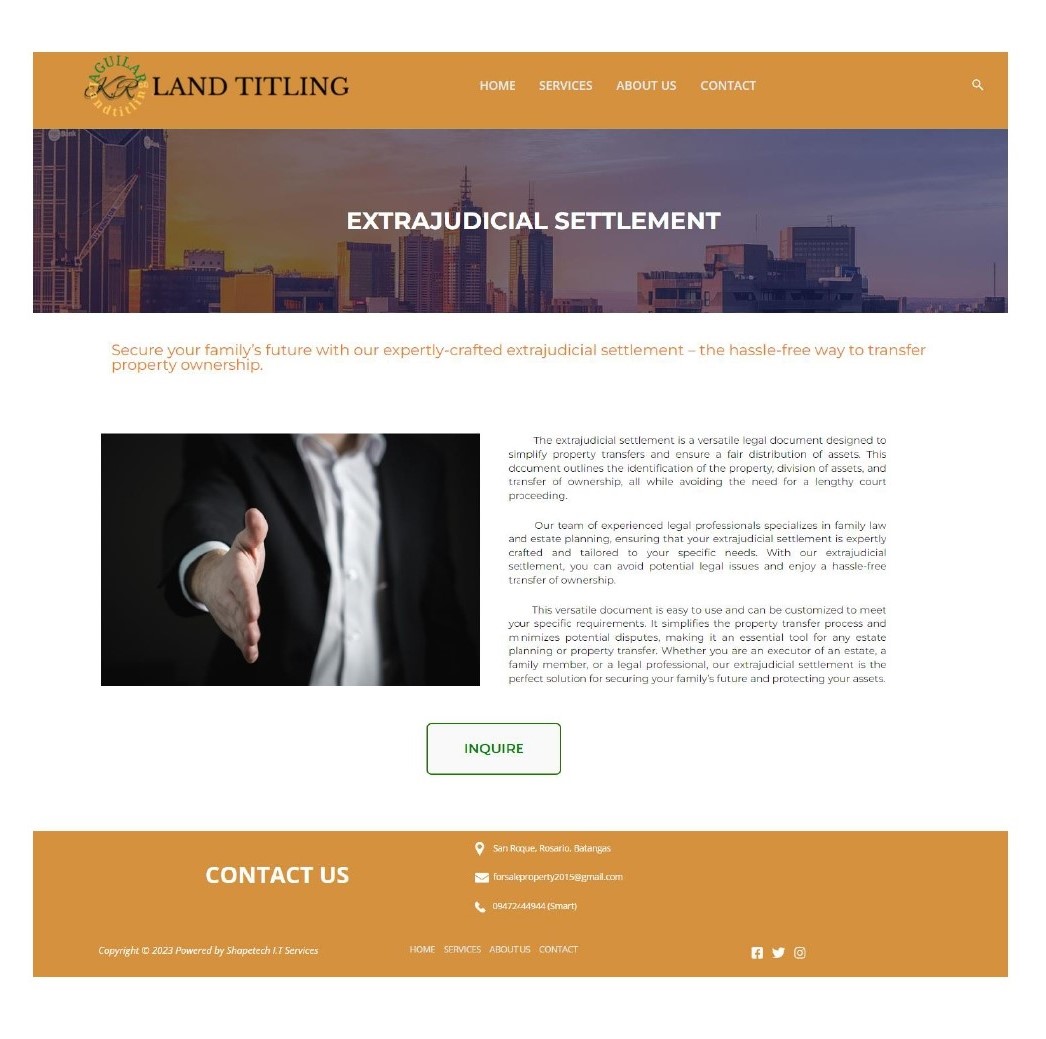 AGUILAR
KR
landtitling
LAND TITLING
HOME SERVICES ABOUT US CONTACT
Bank
Bank
EXTRAJUDICIAL SETTLEMENT
Secure your family's future with our expertly-crafted extrajudicial settlement – the hassle-free way to transfer
property ownership.
The extrajudicial settlement is a versatile legal document designed to
simplify property transfers and ensure a fair distribution of assets. This
document outlines the identification of the property, division of assets, and
transfer of ownership, all while avoiding the need for a lengthy court
proceeding.
Our team of experienced legal professionals specializes in family law
and estate planning, ensuring that your extrajudicial settlement is expertly
crafted and tailored to your specific needs. With our extrajudicial
settlement, you can avoid potential legal issues and enjoy a hassle-free
transfer of ownership.
This versatile document is easy to use and can be customized to meet
your specific requirements. It simplifies the property transfer process and
minimizes potential disputes, making it an essential tool for any estate
planning or property transfer. Whether you are an executor of an estate, a
family member, or a legal professional, our extrajudicial settlement is the
perfect solution for securing your family's future and protecting your assets.
INQUIRE
CONTACT US
San Roque, Rosario, Batangas
forsaleproperty2015@gmail.com
09472444944 (Smart)
Copyright © 2023 Powered by Shapetech I.T Services
HOME SERVICES ABOUT US CONTACT